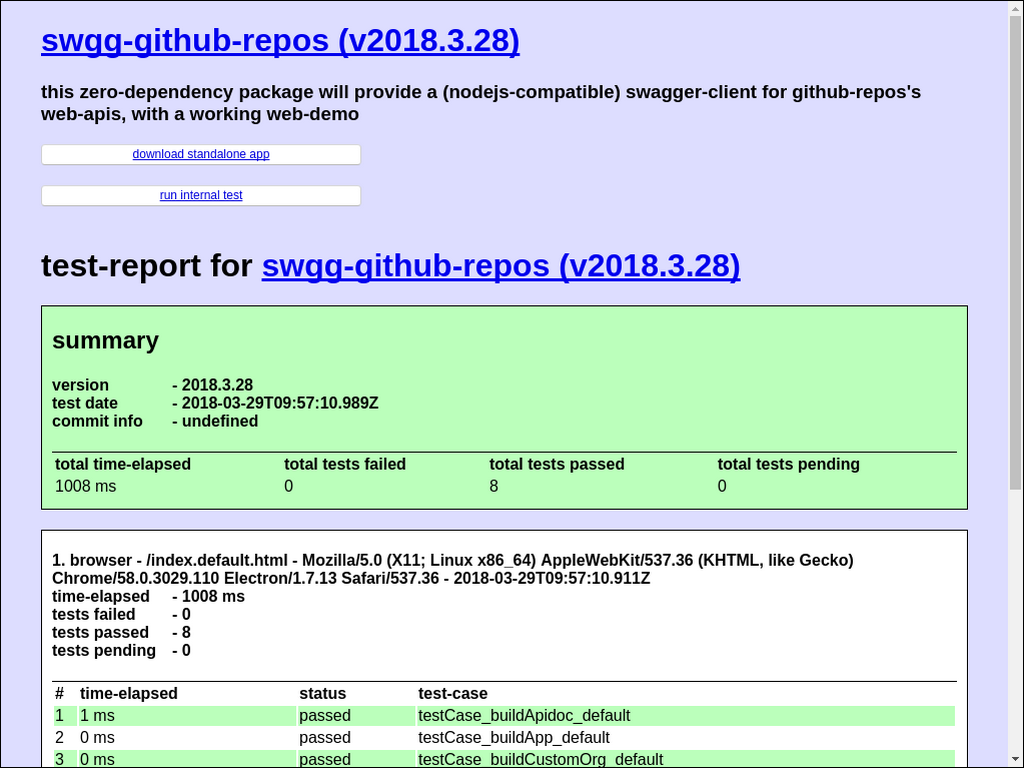 swgg-github-repos (v2018.3.28)
this zero-dependency package will provide a (nodejs-compatible) swagger-client for github-repos's
web-apis, with a working web-demo
download standalone app
run internal test
test-report for swgg-github-repos (v2018.3.28)
summary
version - 2018.3.28
test date - 2018-03-29T09:57:10.989Z
commit info - undefined
total time-elapsed total tests failed total tests passed total tests pending
1008 ms 0 8 0
1. browser - /index.default.html - Mozilla/5.0 (X11; Linux x86_64) AppleWebKit/537.36 (KHTML, like Gecko)
Chrome/58.0.3029.110 Electron/1.7.13 Safari/537.36 - 2018-03-29T09:57:10.911Z
time-elapsed - 1008 ms
tests failed - 0
tests passed - 8
tests pending - 0
# time-elapsed status test-case
1 1 ms passed testCase_buildApidoc_default
2 0 ms passed testCase_buildApp_default
3 0 ms passed testCase_buildCustomOrg_default